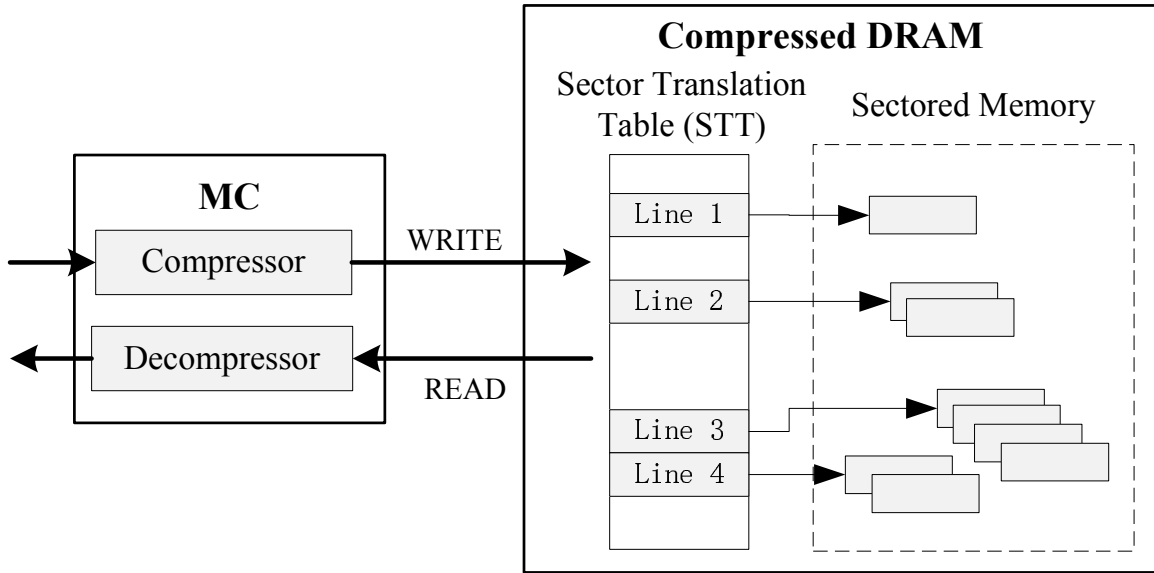 Compressed DRAM
Sector Translation
Table (STT)
Sectored Memory
MC
Compressor
Decompressor
WRITE
READ
Line 1
Line 2
Line 3
Line 4